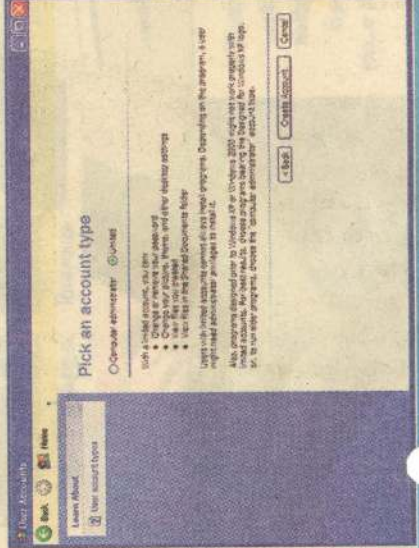 User Accounts
Back Home
Learn About
User account types
Pick an account type
Computer administrator Limited
With a limited account, you can:
• Change or remove your password
• Change your picture, theme, and other desktop settings
• View files you created
• View files in the Shared Documents folder
Users with limited accounts cannot always install programs. Depending on the program, a user
might need administrator privileges to install it.
Also, programs designed prior to Windows XP or Windows 2000 might not work properly with
limited accounts. For best results, choose programs bearing the Designed for Windows XP logo,
or, to run older programs, choose the "computer administrator" account type.
< Back Create Account Cancel